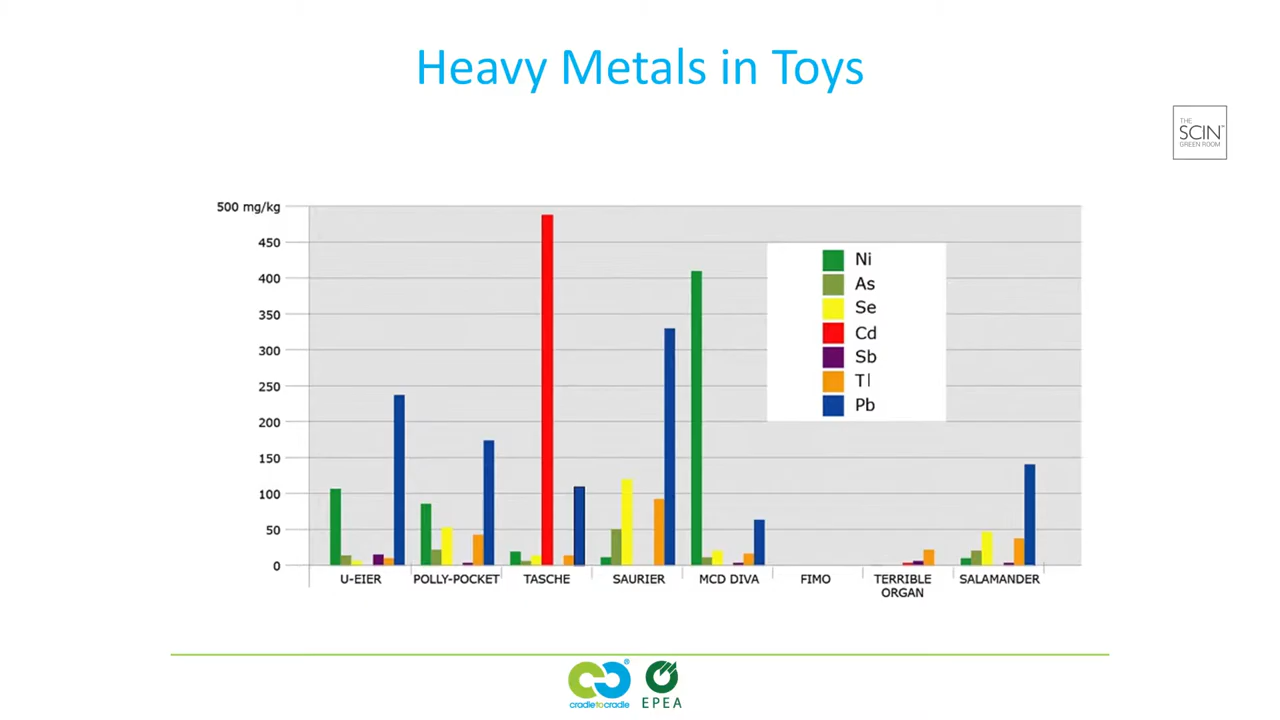 Heavy Metals in Toys
THE
SCIN™
GREEN ROOM
500 mg/kg
450
400
350
300
250
200
150
100
50
0
Ni
As
Se
Cd
Sb
Tl
Pb
U-EIER POLLY-POCKET TASCHE SAURIER MCD DIVA FIMO TERRIBLE SALAMANDER
ORGAN
®
cradletocradle
EPEA